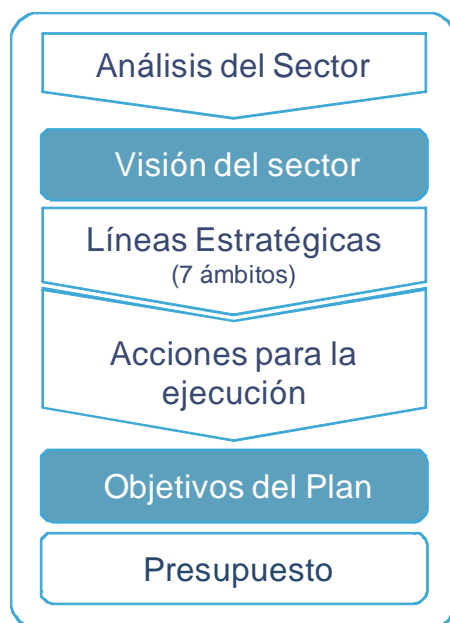 Análisis del Sector
Visión del sector
Líneas Estratégicas
(7 ámbitos)
Acciones para la
ejecución
Objetivos del Plan
Presupuesto